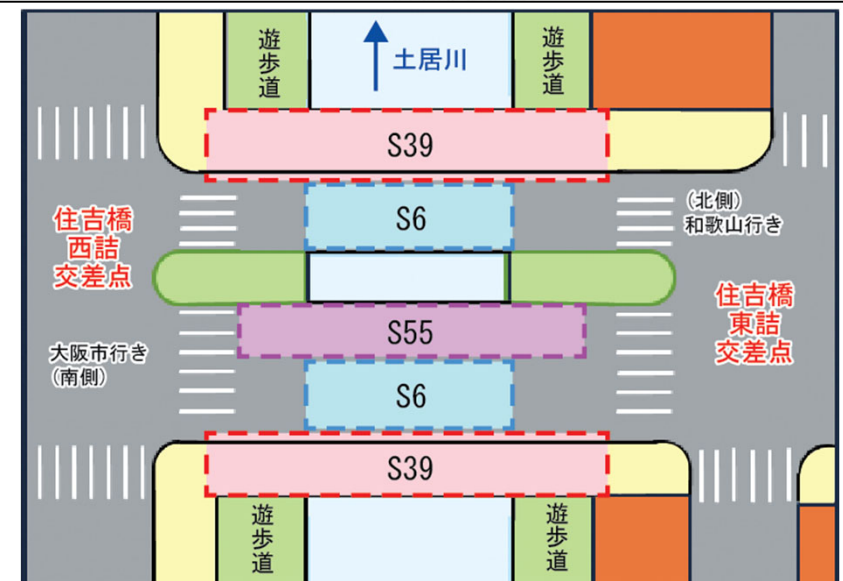 遊歩道
土居川
遊歩道
S39
S6
(北側)
和歌山行き
住吉橋
西詰
交差点
住吉橋
東詰
交差点
S55
大阪市行き
(南側)
S6
S39
遊歩道
遊歩道